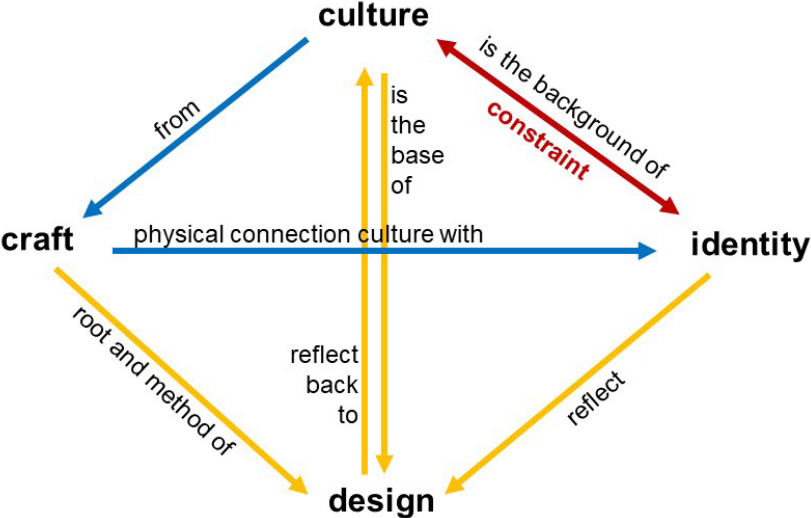 culture
is the background of
constraint
from
is
the
base
of
craft
physical connection culture with
identity
root and method of
reflect
back
to
reflect
design